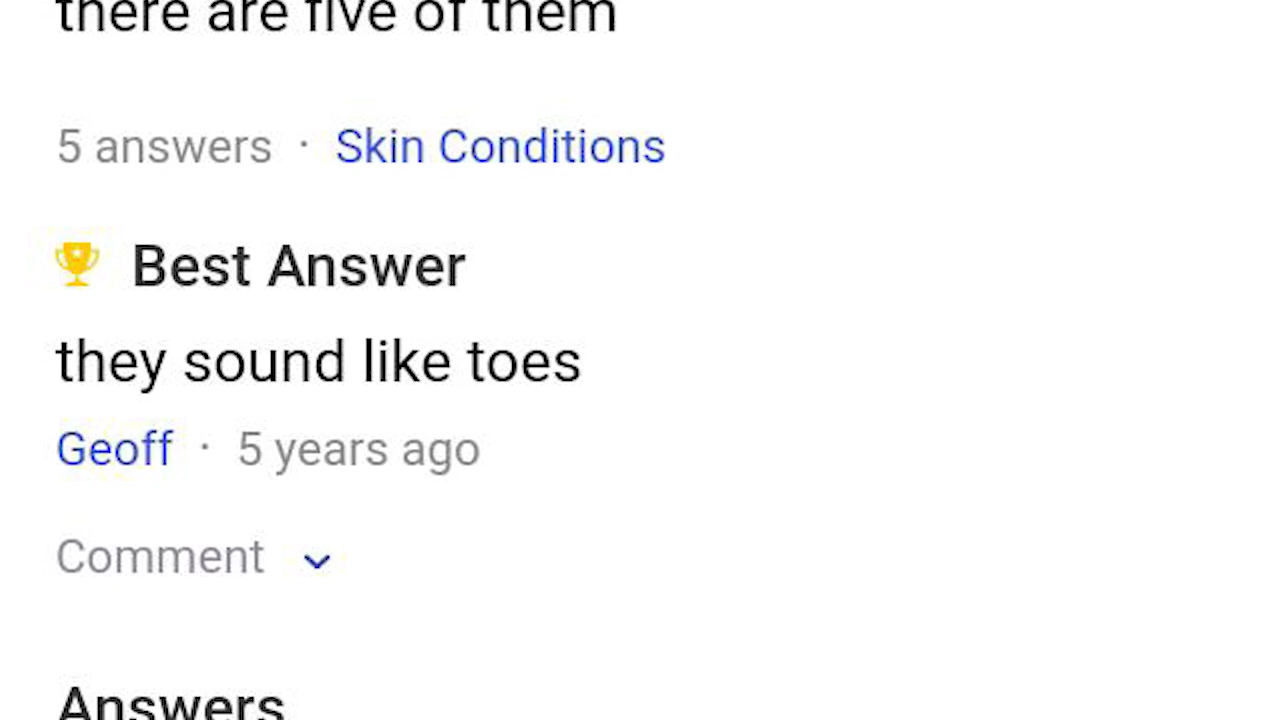 there are five of them
5 answers · Skin Conditions
Best Answer
they sound like toes
Geoff · 5 years ago
Comment
Answers